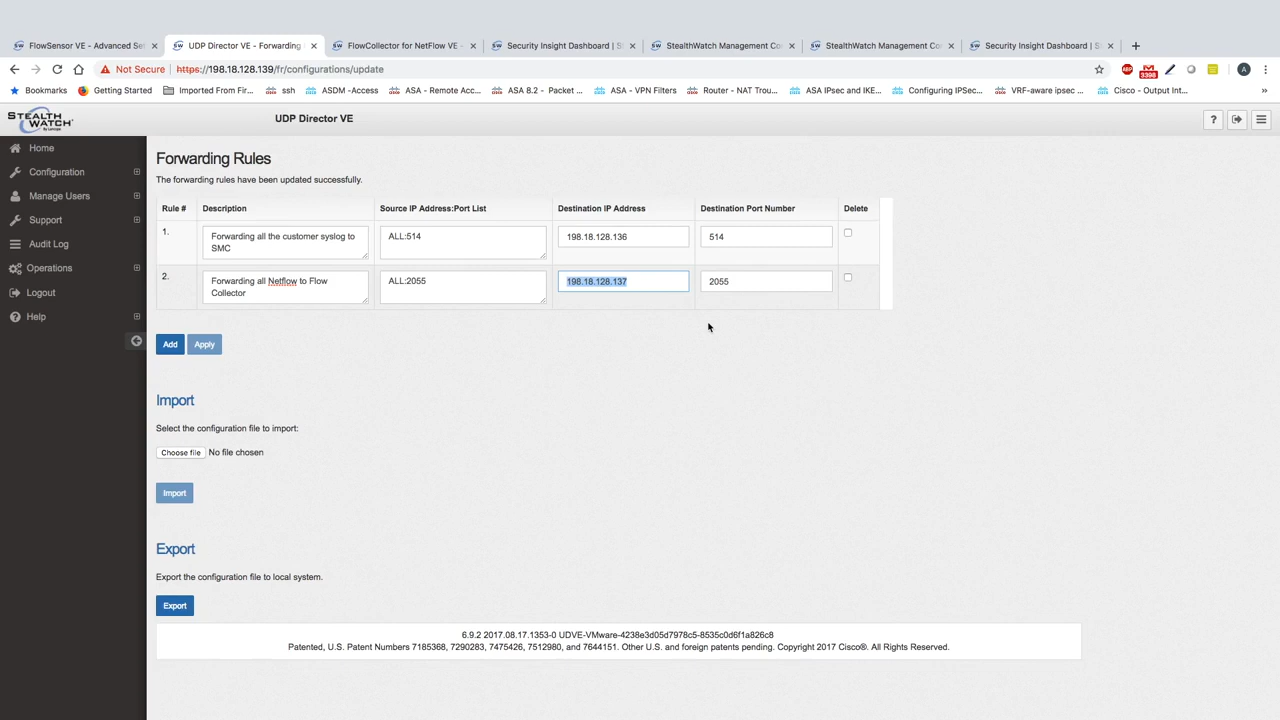 FlowSensor VE - Advanced Set
UDP Director VE - Forwarding
FlowCollector for NetFlow VE -
Security Insight Dashboard | S
StealthWatch Management Co
StealthWatch Management Co
Security Insight Dashboard | S
Not Secure
https://198.18.128.139/fr/configurations/update
ABP
3398
A
Bookmarks
Getting Started
Imported From Fir...
ssh
ASDM -Access
ASA - Remote Acc...
ASA 8.2 - Packet ...
ASA - VPN Filters
Router - NAT Trou...
ASA IPsec and IKE...
Configuring IPSec...
VRF-aware ipsec ...
Cisco - Output Int...
»
STEALTH
WATCH
By Lancope
UDP Director VE
?
Home
Configuration
Manage Users
Support
Audit Log
Operations
Logout
Help
Forwarding Rules
The forwarding rules have been updated successfully.
Rule # Description Source IP Address:Port List Destination IP Address Destination Port Number Delete
1. Forwarding all the customer syslog to SMC ALL:514 198.18.128.136 514
2. Forwarding all Netflow to Flow Collector ALL:2055 198.18.128.137 2055
Add Apply
Import
Select the configuration file to import:
Choose file No file chosen
Import
Export
Export the configuration file to local system.
Export
6.9.2 2017.08.17.1353-0 UDVE-VMware-4238e3d05d7978c5-8535c0d6f1a826c8
Patented, U.S. Patent Numbers 7185368, 7290283, 7475426, 7512980, and 7644151. Other U.S. and foreign patents pending. Copyright 2017 Cisco®. All Rights Reserved.